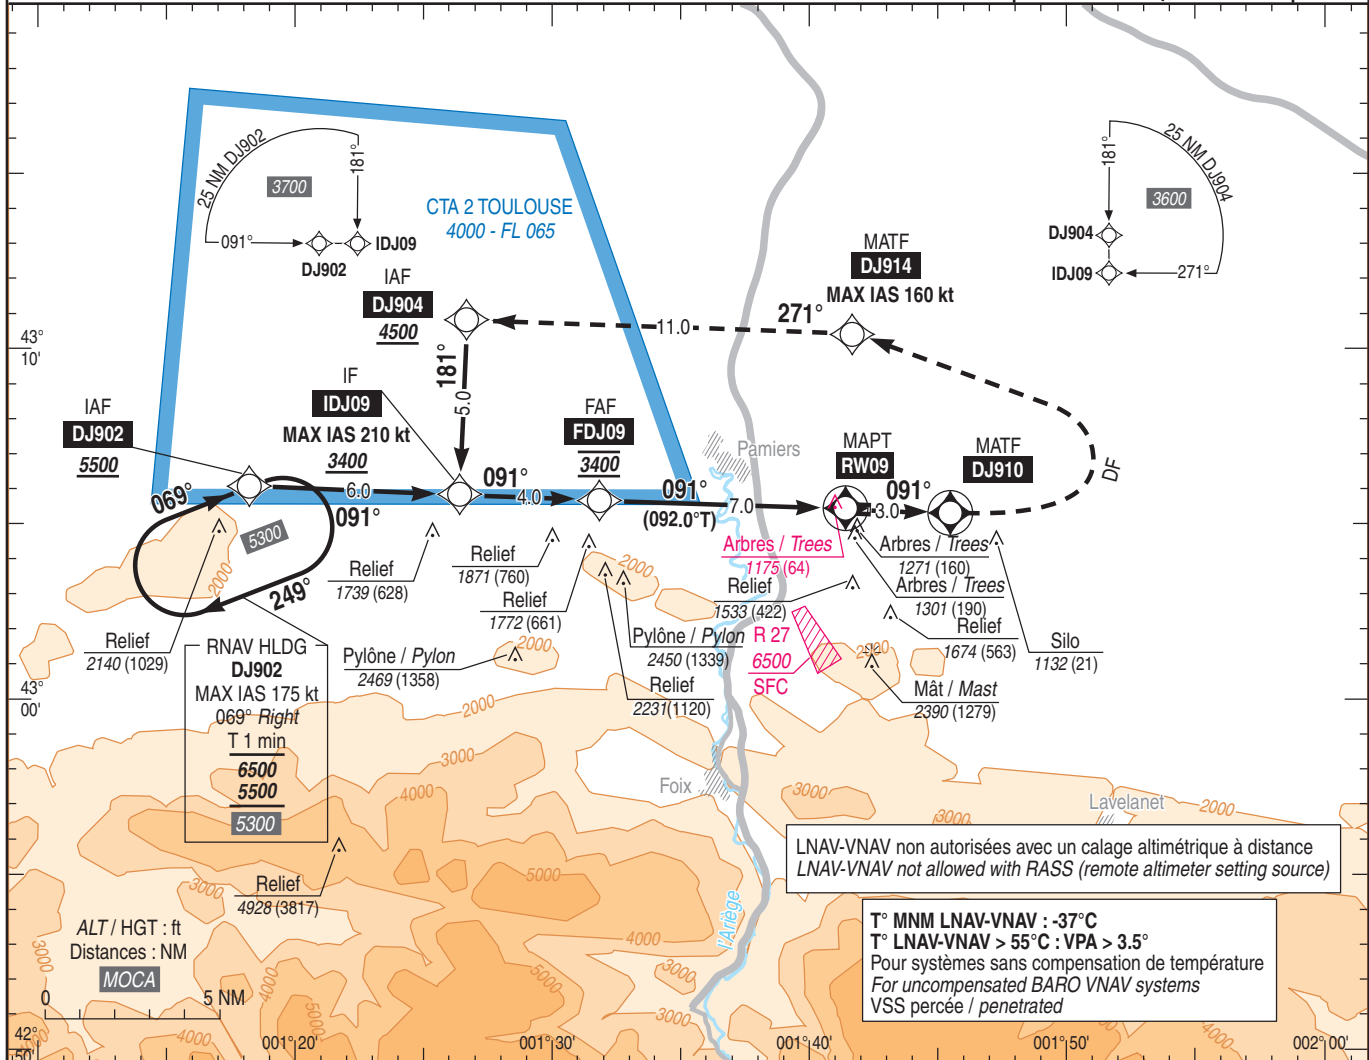 25 NM DJ902
181°
3700
091°
IDJ09
DJ902
CTA 2 TOULOUSE
4000 - FL 065
25 NM DJ904
181°
3600
DJ904
IDJ09
271°
MATF
DJ914
MAX IAS 160 kt
271°
11.0
IAF
DJ904
4500
181°
5.0
43°
10'
IF
IDJ09
MAX IAS 210 kt
3400
IAF
DJ902
5500
FAF
FDJ09
3400
Pamiers
MAPT
RW09
MATF
DJ910
DF
069°
6.0
091°
091°
4.0
091°
(092.0°T)
7.0
091°
3.0
5300
249°
2000
Relief
1739 (628)
Relief
1871 (760)
Relief
1772 (661)
2000
Arbres / Trees
1175 (64)
Arbres / Trees
1271 (160)
Arbres / Trees
1301 (190)
Relief
1533 (422)
Relief
1674 (563)
Silo
1132 (21)
Relief
2140 (1029)
Pylône / Pylon
2469 (1358)
2000
Pylône / Pylon
2450 (1339)
Relief
2231(1120)
R 27
6500
SFC
2000
Mât / Mast
2390 (1279)
RNAV HLDG
DJ902
MAX IAS 175 kt
069° Right
T 1 min
6500
5500
5300
43°
00'
2000
3000
4000
Foix
3000
3000
Lavelanet
2000
LNAV-VNAV non autorisées avec un calage altimétrique à distance
LNAV-VNAV not allowed with RASS (remote altimeter setting source)
3000
5000
Relief
4928 (3817)
l'Ariège
T° MNM LNAV-VNAV : -37°C
T° LNAV-VNAV > 55°C : VPA > 3.5°
Pour systèmes sans compensation de température
For uncompensated BARO VNAV systems
VSS percée / penetrated
ALT / HGT : ft
Distances : NM
MOCA
0
5 NM
3000
4000
5000
4000
4000
3000
5000
3000
4000
3000
4000
42°
50'
001°20'
001°30'
001°40'
001°50'
002°00'